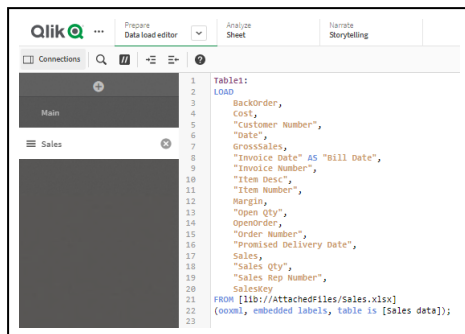 Qlik
...
Prepare
Data load editor
Analyze
Sheet
Narrate
Storytelling
Connections
//
?
+
Main
Sales
1 Table1:
2 LOAD
3 BackOrder,
4 Cost,
5 "Customer Number",
6 "Date",
7 GrossSales,
8 "Invoice Date" AS "Bill Date",
9 "Invoice Number",
10 "Item Desc",
11 "Item Number",
12 Margin,
13 "Open Qty",
14 OpenOrder,
15 "Order Number",
16 "Promised Delivery Date",
17 Sales,
18 "Sales Qty",
19 "Sales Rep Number",
20 SalesKey
21 FROM [lib://AttachedFiles/Sales.xlsx]
22 (ooxml, embedded labels, table is [Sales data]);
23